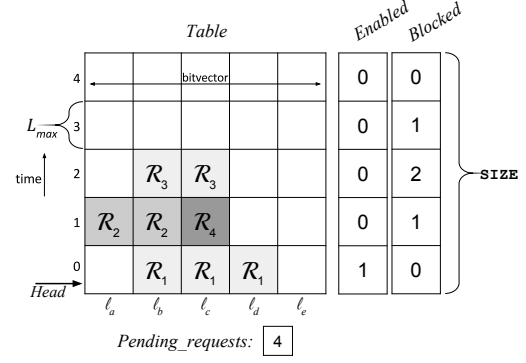 Table Enabled Blocked
4 bitvector 0 0
L_max 3 0 1
time 2 R_3 R_3 0 2 SIZE
1 R_2 R_2 R_4 0 1
0 R_1 R_1 R_1 1 0
Head
ℓ_a ℓ_b ℓ_c ℓ_d ℓ_e
Pending_requests: 4